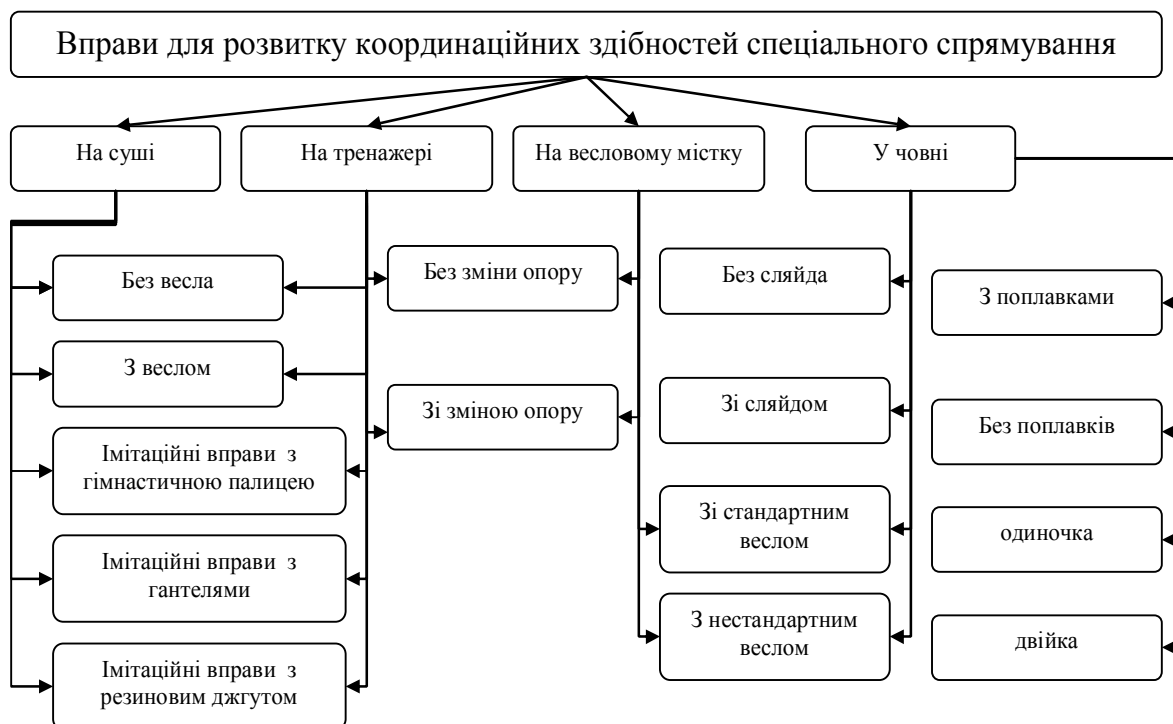 Вправи для розвитку координаційних здібностей спеціального спрямування
На суші
На тренажері
На весловому містку
У човні
Без весла
З веслом
Імітаційні вправи з
гімнастичною палицею
Імітаційні вправи з
гантелями
Імітаційні вправи з
резиновим джгутом
Без зміни опору
Зі зміною опору
Без сляйда
Зі сляйдом
Зі стандартним
веслом
З нестандартним
веслом
З поплавками
Без поплавків
одиночка
двійка